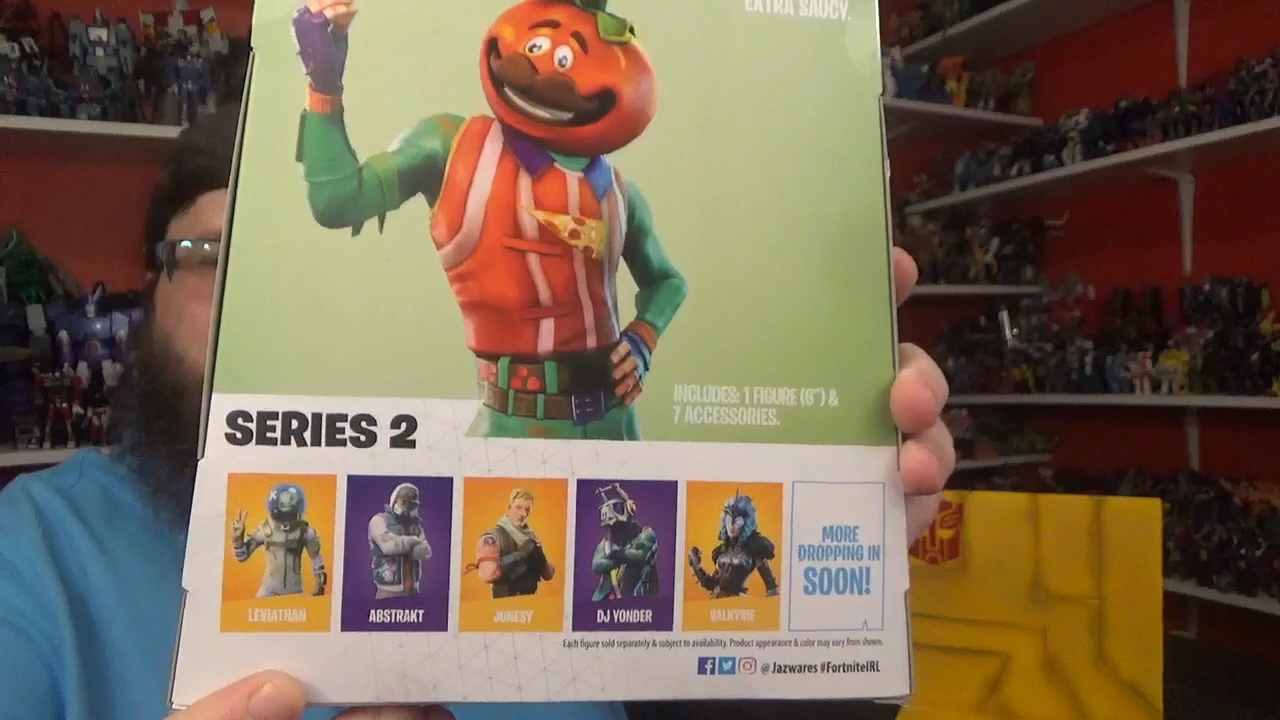 EXTRA SAUCY.
INCLUDES: 1 FIGURE (6") &
7 ACCESSORIES.
SERIES 2
LEVIATHAN
ABSTRAKT
JONESY
DJ YONDER
VALKYRIE
MORE
DROPPING IN
SOON!
Each figure sold separately & subject to availability. Product appearance & color may vary from shown.
@Jazwares #FortniteIRL